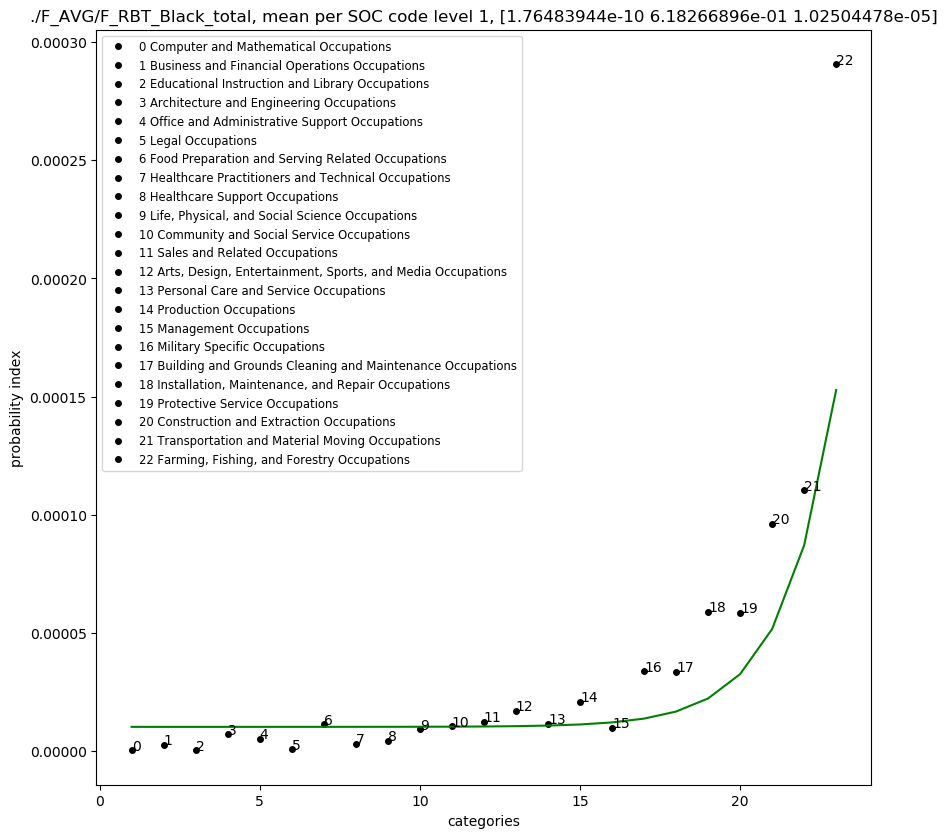 ./F_AVG/F_RBT_Black_total, mean per SOC code level 1, [1.76483944e-10 6.18266896e-01 1.02504478e-05]
0 Computer and Mathematical Occupations
1 Business and Financial Operations Occupations
2 Educational Instruction and Library Occupations
3 Architecture and Engineering Occupations
4 Office and Administrative Support Occupations
5 Legal Occupations
6 Food Preparation and Serving Related Occupations
7 Healthcare Practitioners and Technical Occupations
8 Healthcare Support Occupations
9 Life, Physical, and Social Science Occupations
10 Community and Social Service Occupations
11 Sales and Related Occupations
12 Arts, Design, Entertainment, Sports, and Media Occupations
13 Personal Care and Service Occupations
14 Production Occupations
15 Management Occupations
16 Military Specific Occupations
17 Building and Grounds Cleaning and Maintenance Occupations
18 Installation, Maintenance, and Repair Occupations
19 Protective Service Occupations
20 Construction and Extraction Occupations
21 Transportation and Material Moving Occupations
22 Farming, Fishing, and Forestry Occupations
0.00030
0.00025
0.00020
0.00015
0.00010
0.00005
0.00000
probability index
0
1
2
3
4
5
6
7
8
9
10
11
12
13
14
15
16
17
18
19
20
21
22
0
5
10
15
20
categories